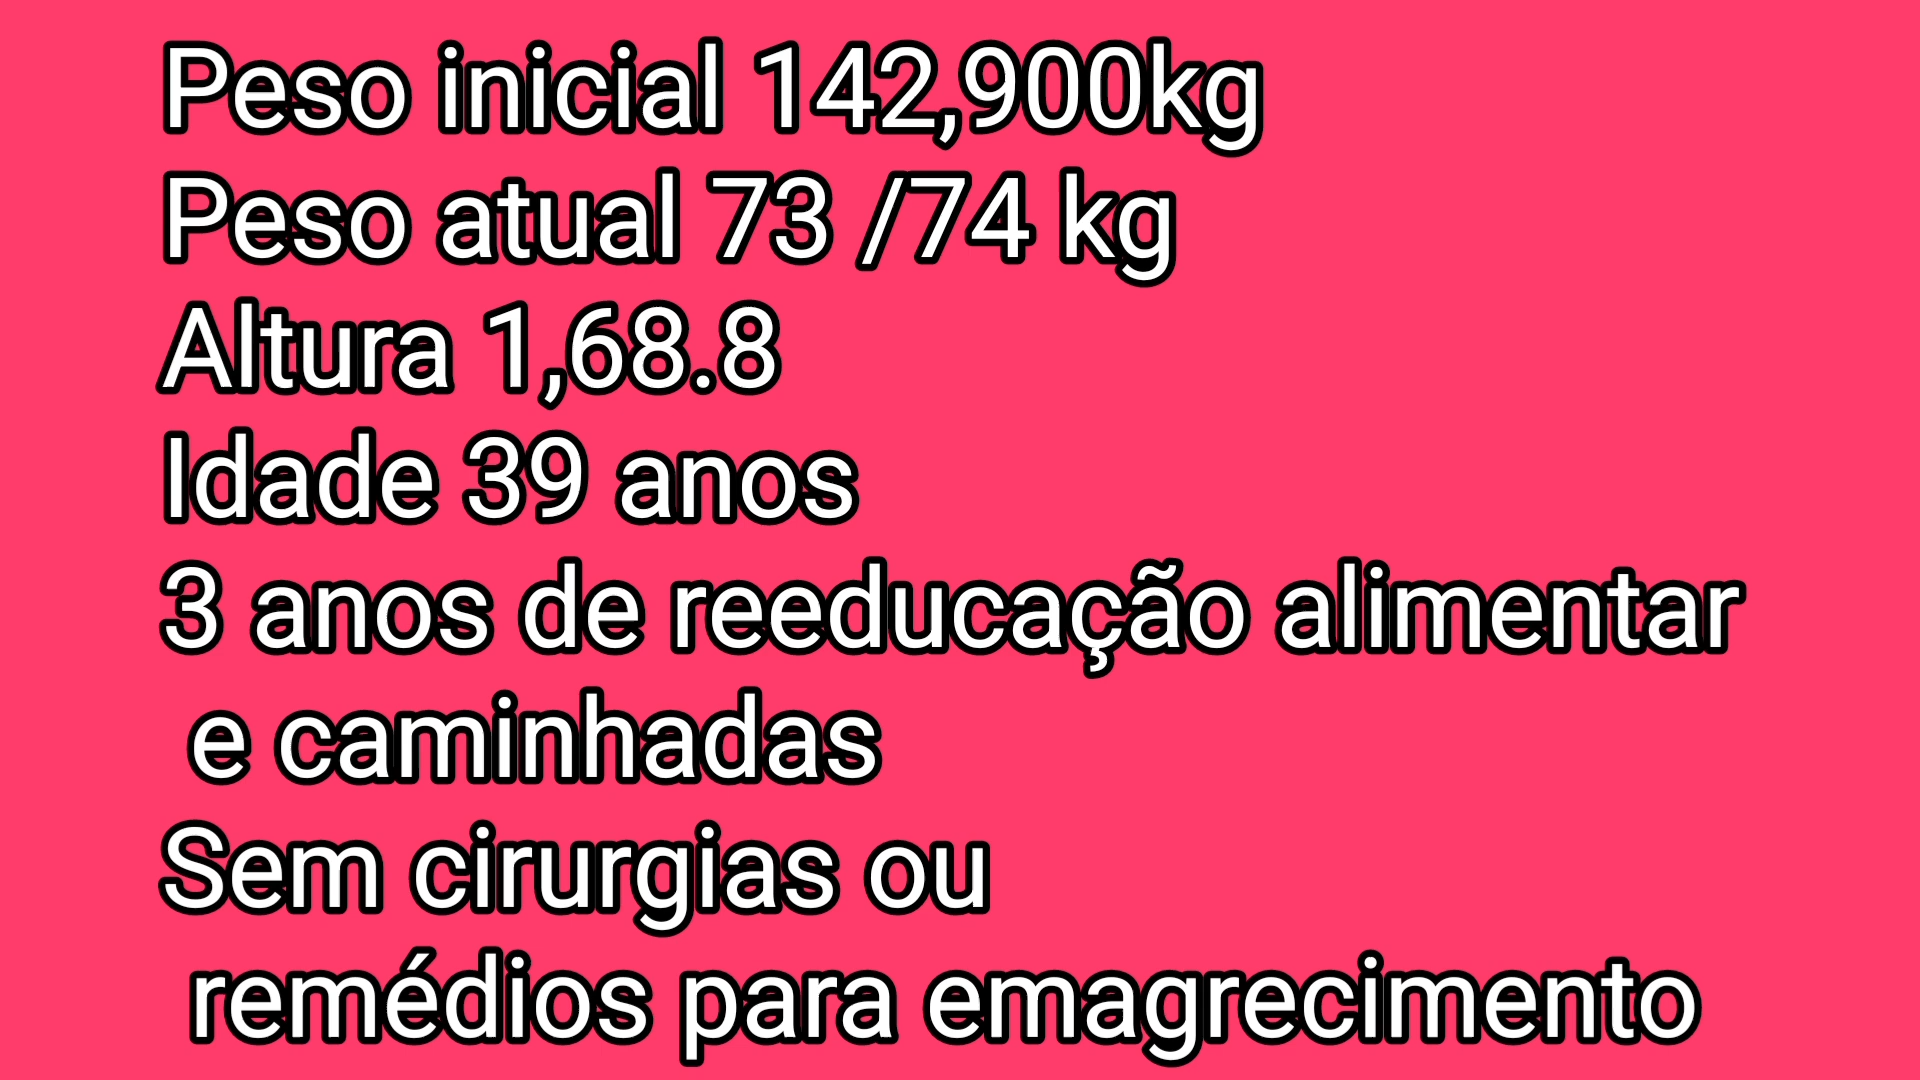 Peso inicial 142,900kg
Peso atual 73 /74 kg
Altura 1,68.8
Idade 39 anos
3 anos de reeducação alimentar
e caminhadas
Sem cirurgias ou
remédios para emagrecimento